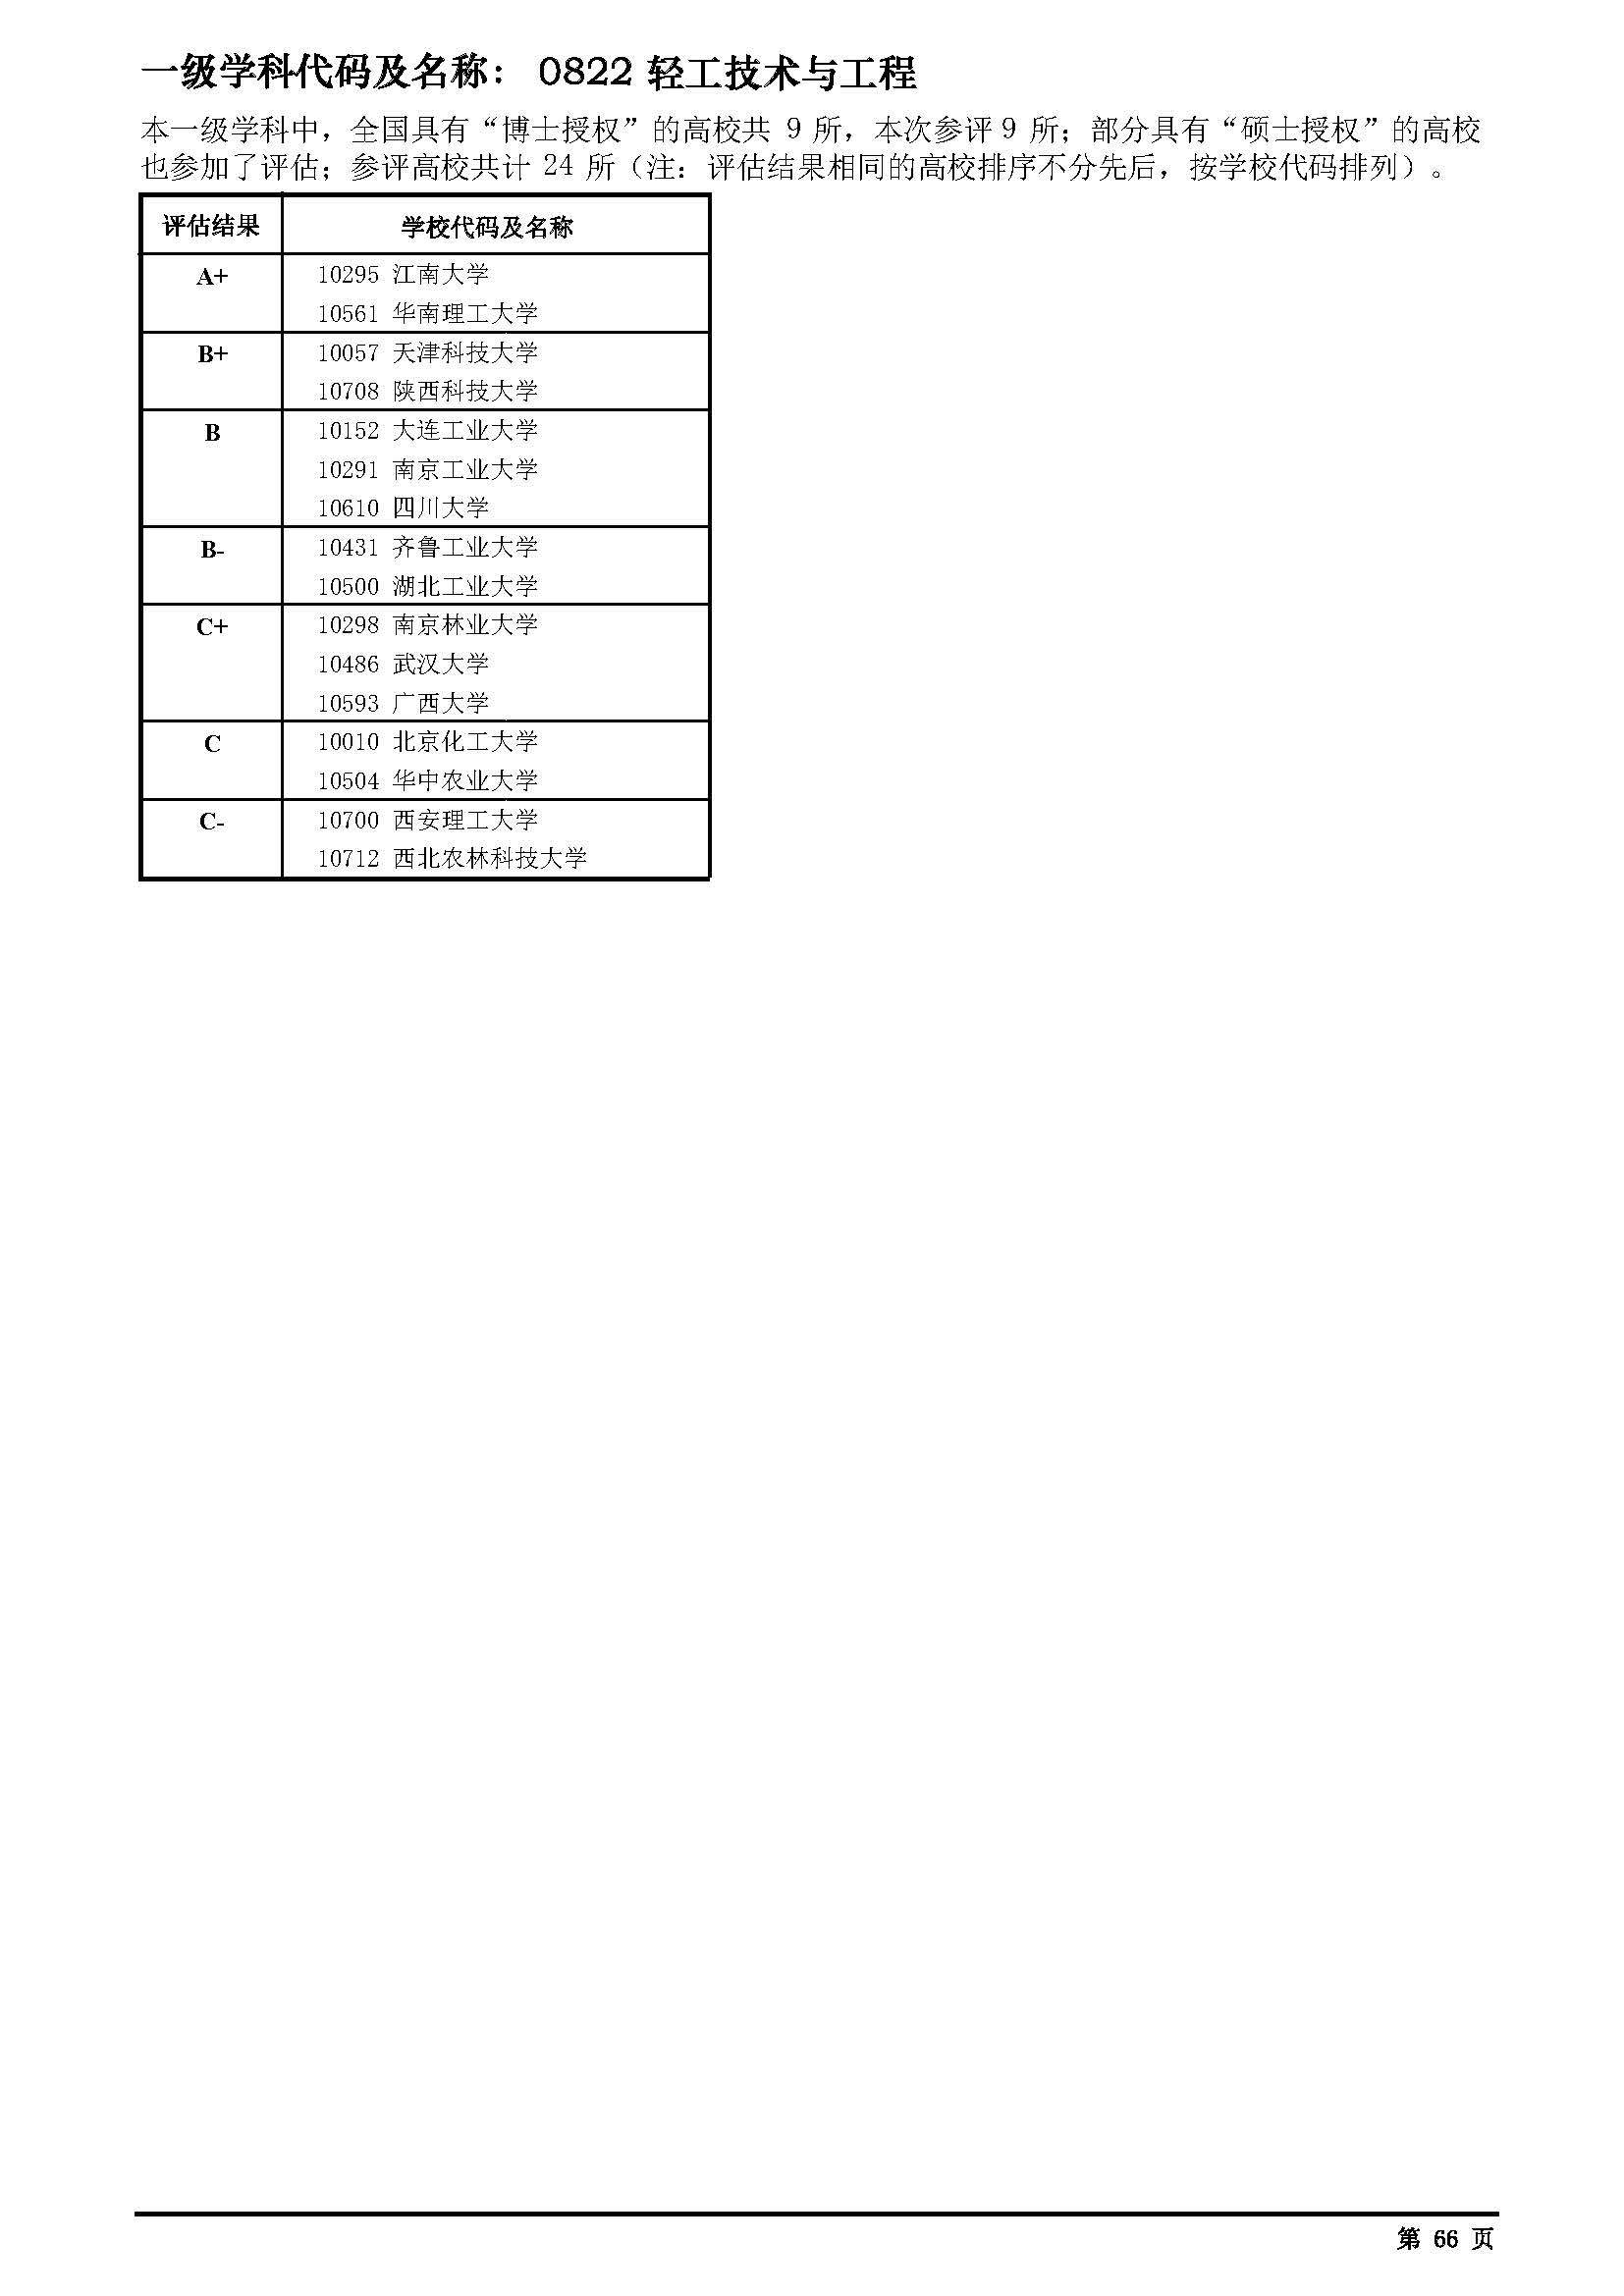 一级学科代码及名称： 0822 轻工技术与工程
本一级学科中，全国具有“博士授权”的高校共 9 所，本次参评 9 所；部分具有“硕士授权”的高校
也参加了评估；参评高校共计 24 所（注：评估结果相同的高校排序不分先后，按学校代码排列）。
评估结果 学校代码及名称
A+ 10295 江南大学
10561 华南理工大学
B+ 10057 天津科技大学
10708 陕西科技大学
B 10152 大连工业大学
10291 南京工业大学
10610 四川大学
B- 10431 齐鲁工业大学
10500 湖北工业大学
C+ 10298 南京林业大学
10486 武汉大学
10593 广西大学
C 10010 北京化工大学
10504 华中农业大学
C- 10700 西安理工大学
10712 西北农林科技大学
第 66 页